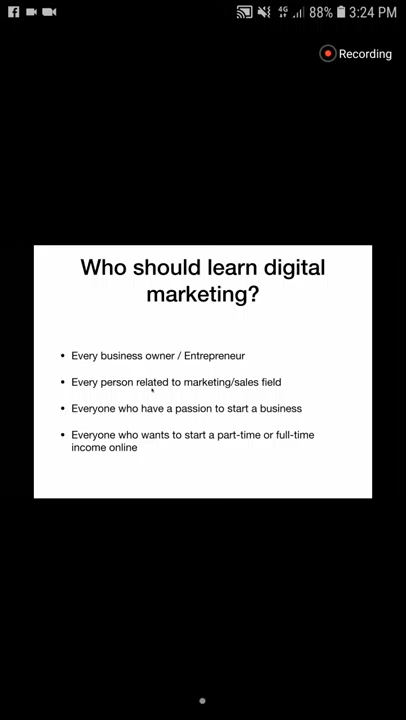 4G 88% 3:24 PM
Recording
Who should learn digital
marketing?
• Every business owner / Entrepreneur
• Every person related to marketing/sales field
• Everyone who have a passion to start a business
• Everyone who wants to start a part-time or full-time
income online